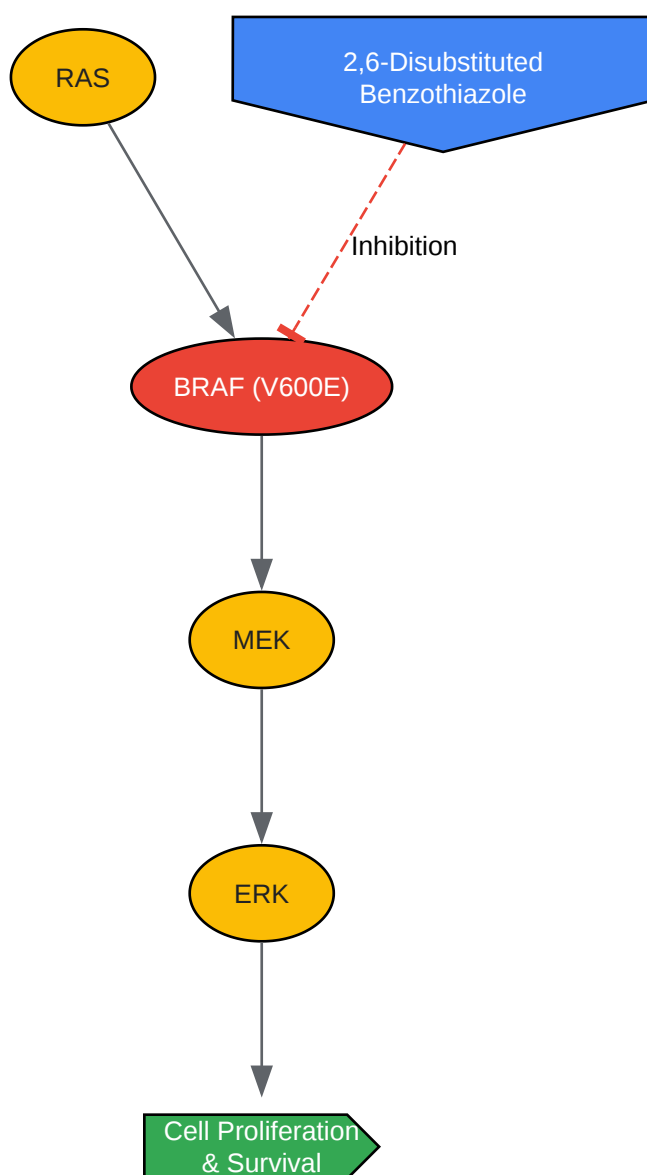 RAS
2,6-Disubstituted
Benzothiazole
Inhibition
BRAF (V600E)
MEK
ERK
Cell Proliferation
& Survival